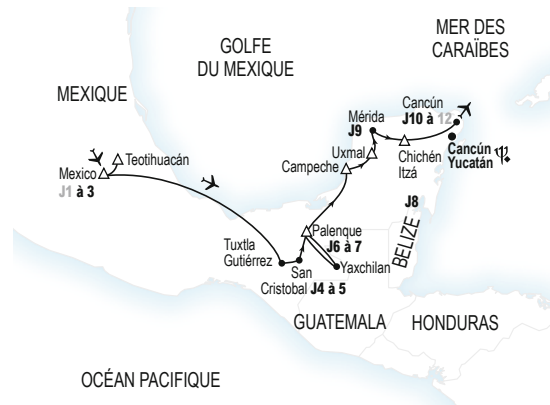 MER DES
CARAÏBES
GOLFE
DU MEXIQUE
MEXIQUE
Cancún
J10 à 12
Mérida
J9
Cancún
Yucatán
Uxmal
Chichén
Itzá
Campeche
Teotihuacán
Mexico
J1 à 3
J8
Palenque
J6 à 7
BELIZE
Tuxtla
Gutiérrez
Yaxchilan
San
Cristobal J4 à 5
GUATEMALA
HONDURAS
OCÉAN PACIFIQUE